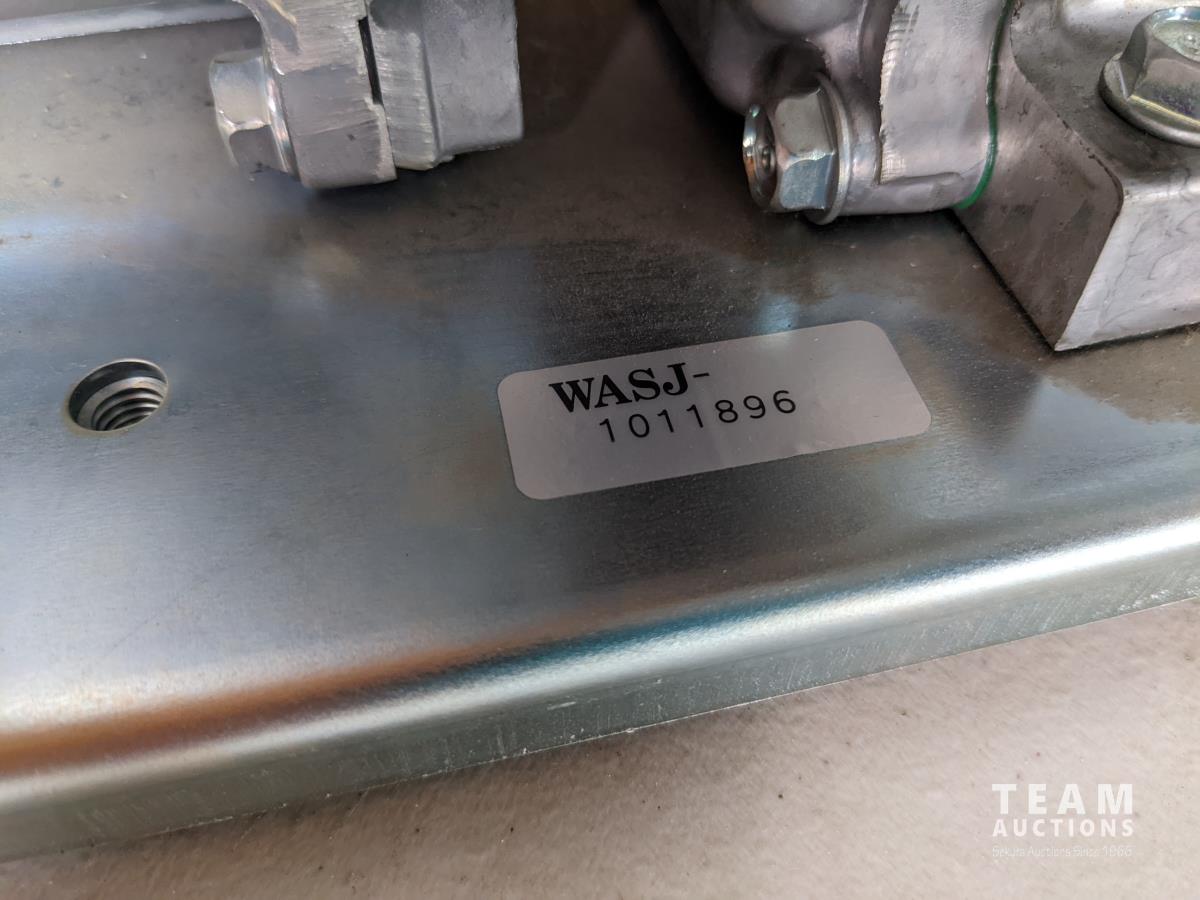 WASJ-
1011896
TEAM
AUCTIONS